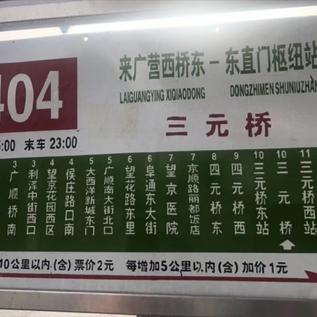 404
来广营西桥东－东直门枢纽站
LAIGUANGYING XIQIAODONG DONGZHIMEN SHUNIUZHAN
:00 末车 23:00
三元桥
3 广顺桥南
3 利泽中街西口
4 望京花园西区
4 侯庄路口南
5 大西洋新城东门
5 广顺南大街北口
6 望花路东里
6 阜通东大街
7 望京医院
7 京顺路丽都饭店
8 四元桥西
9 四元桥东
10 三元桥东站
10 三元桥
11 三元桥西站
10公里以内(含)票价2元 每增加5公里以内(含)加价1元